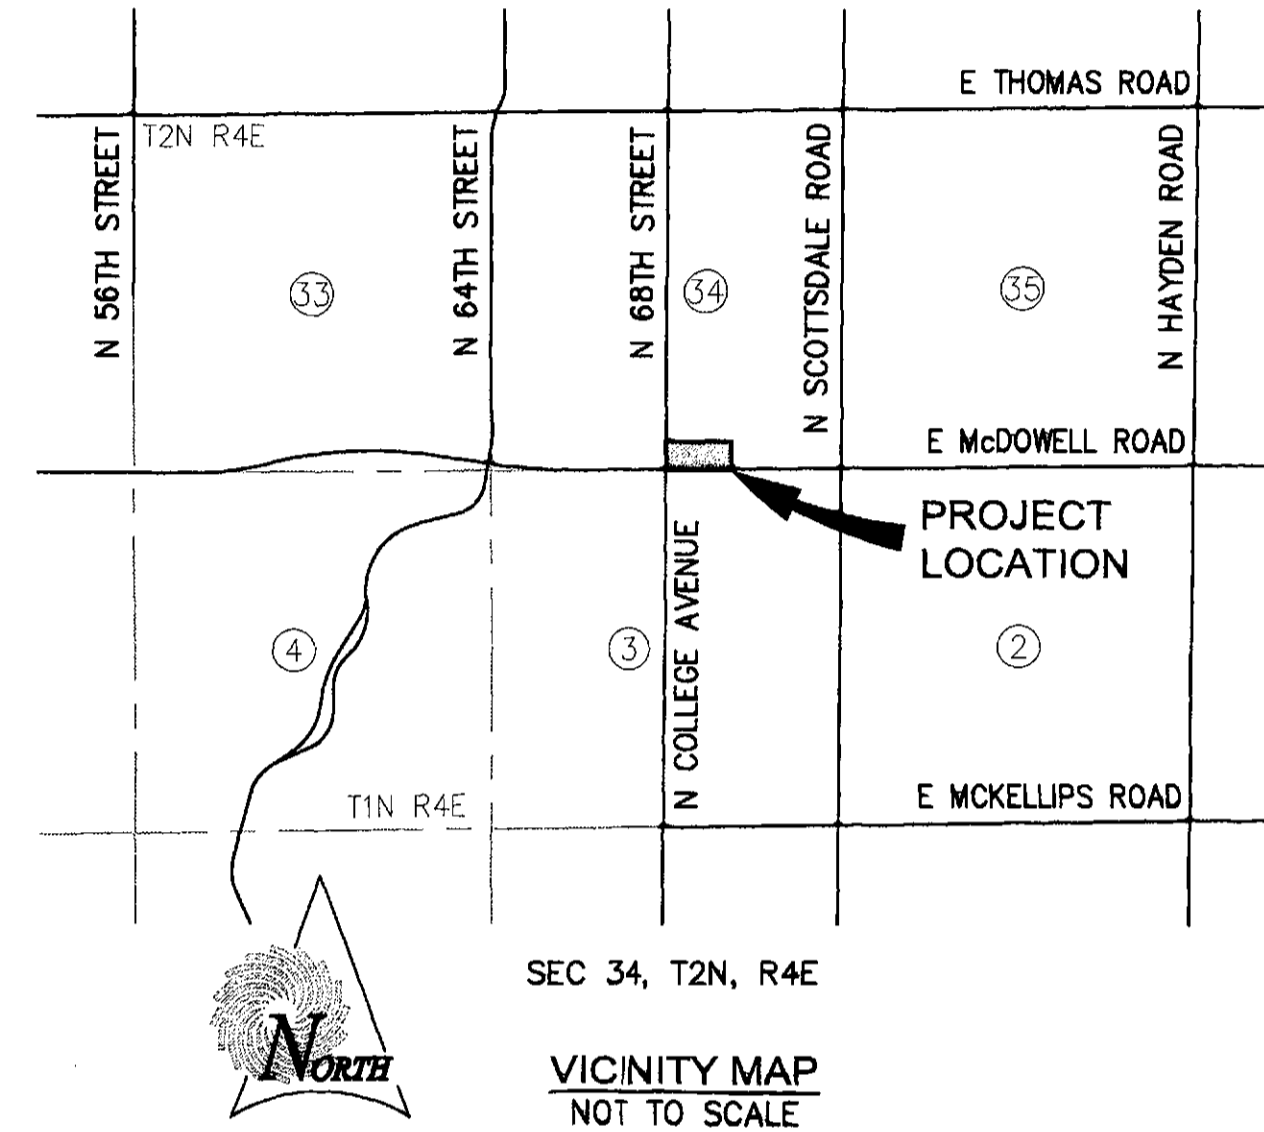 E THOMAS ROAD
T2N R4E
N 56TH STREET
N 64TH STREET
N 68TH STREET
N SCOTTSDALE ROAD
N HAYDEN ROAD
33
34
35
E McDOWELL ROAD
PROJECT
LOCATION
N COLLEGE AVENUE
4
3
2
T1N R4E
E MCKELLIPS ROAD
SEC 34, T2N, R4E
NORTH
VICINITY MAP
NOT TO SCALE